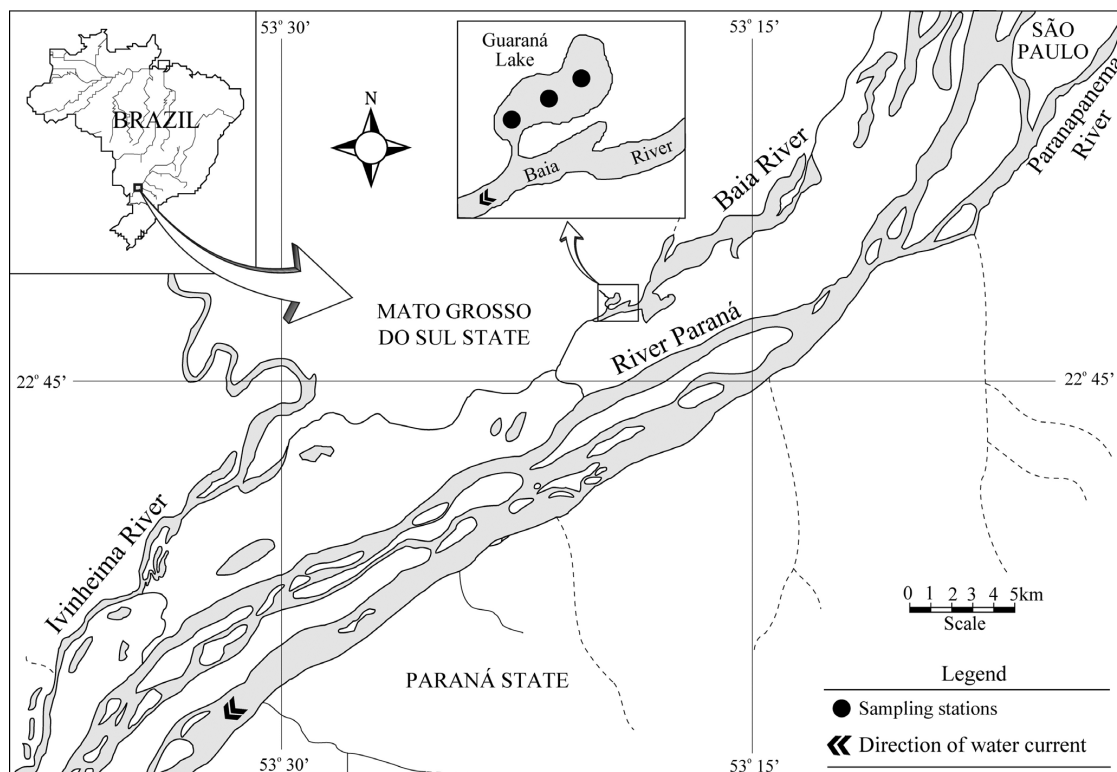 53° 30’
53° 15’
BRAZIL
N
Guaraná
Lake
Baia
River
SÃO
PAULO
Paranapanema
River
Baia River
MATO GROSSO
DO SUL STATE
River Paraná
22° 45’
22° 45’
Ivinheima River
PARANÁ STATE
0 1 2 3 4 5km
Scale
Legend
Sampling stations
Direction of water current
53° 30’
53° 15’